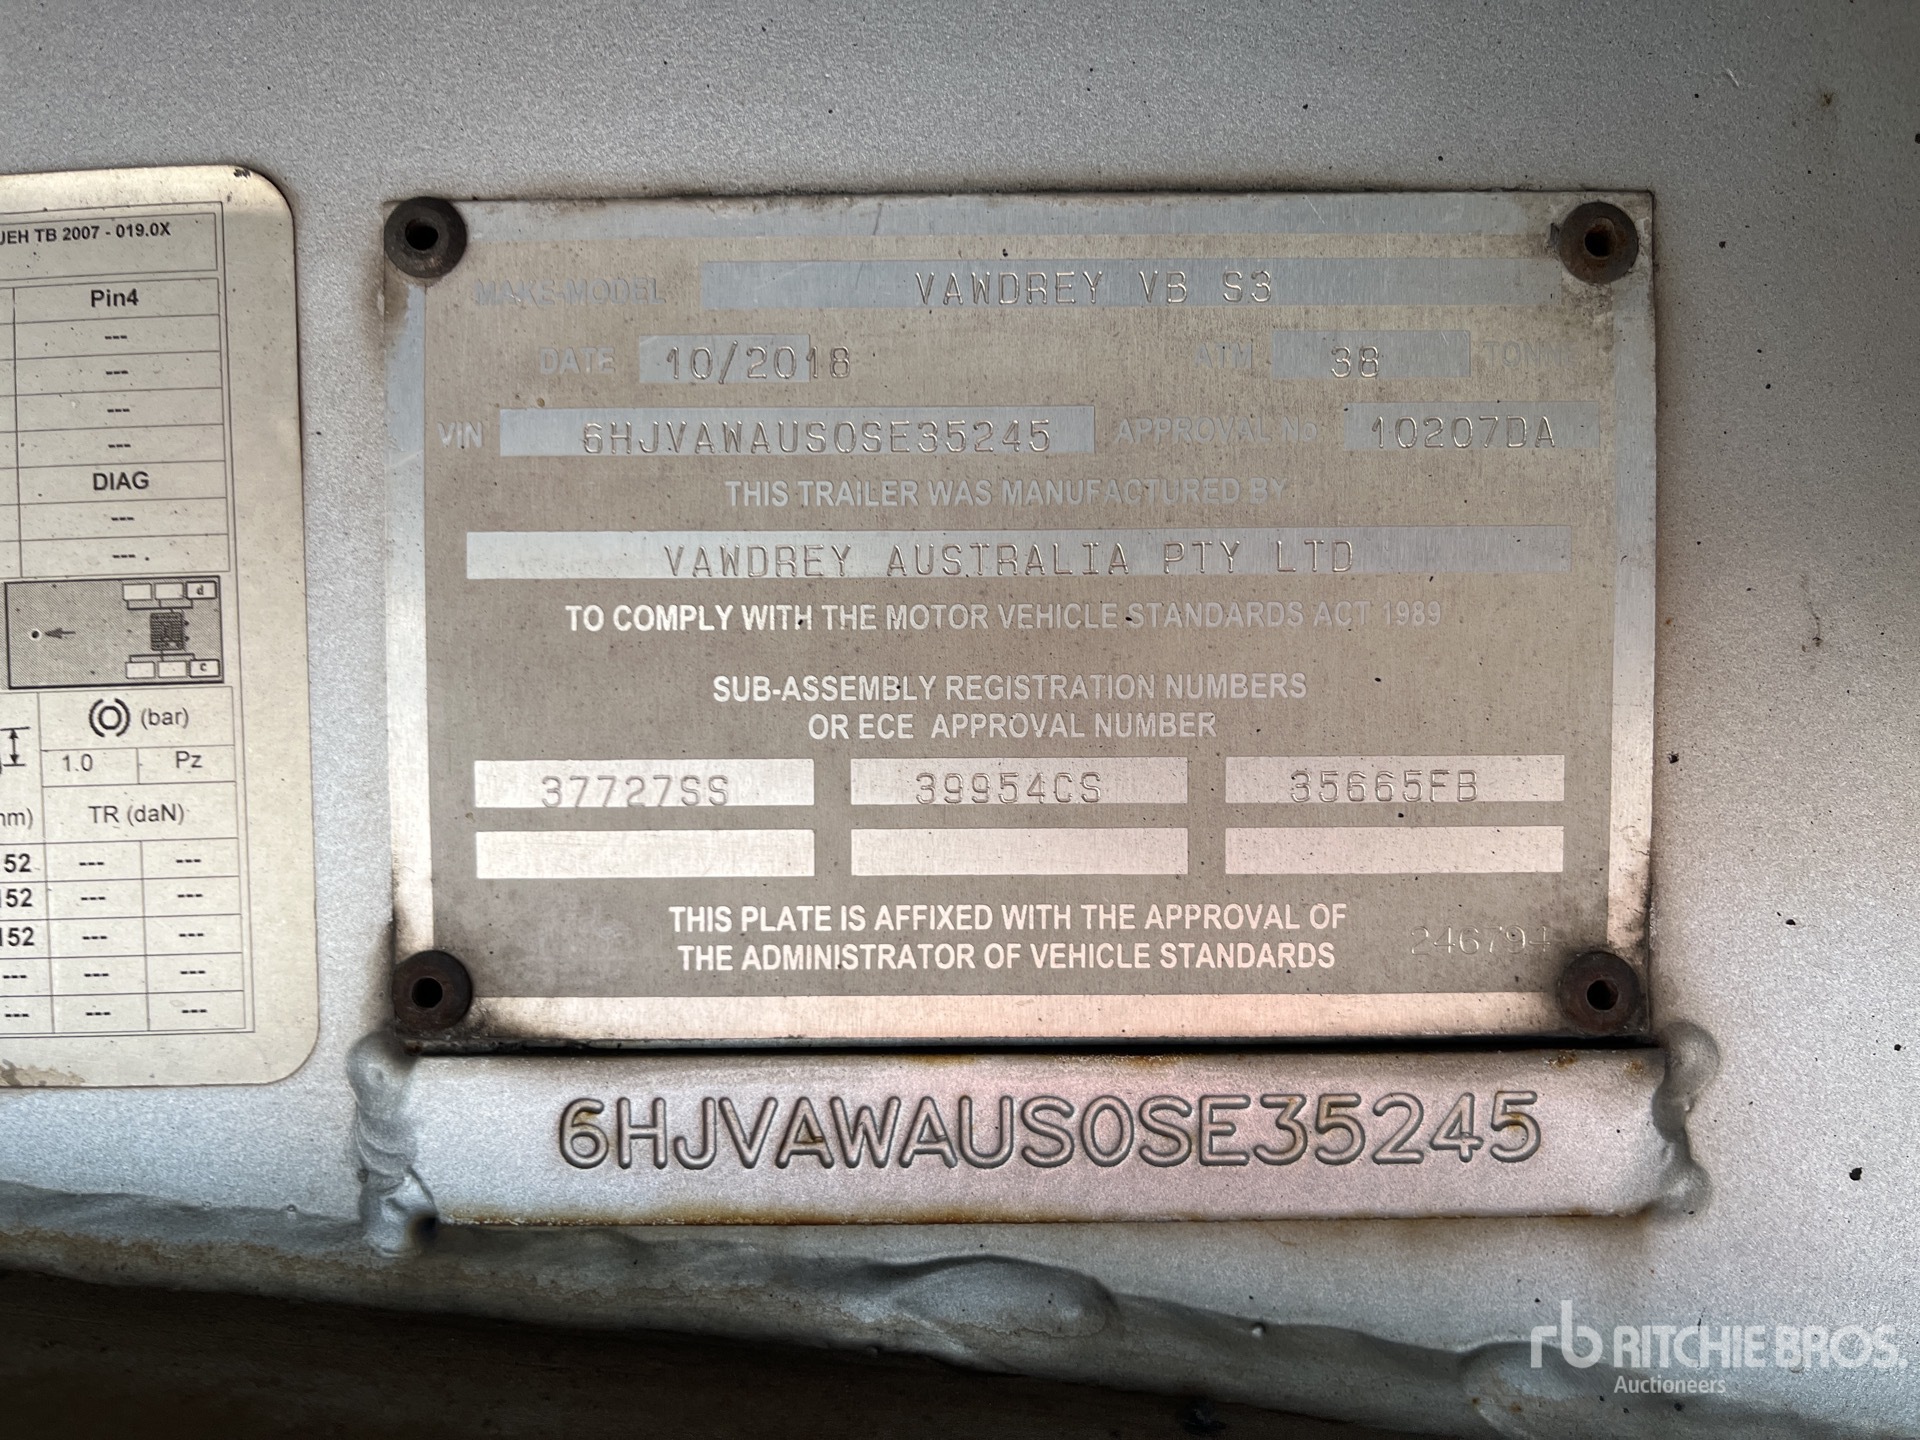 UEH TB 2007 - 019.0X
Pin4
---
---
---
---
DIAG
---
---
d
c
(bar)
1.0 Pz
TR (daN)
52 --- ---
152 --- ---
152 --- ---
--- --- ---
--- --- ---
MAKE-MODEL VAWDREY VB S3
DATE 10/2018 ATM 38 TONNE
VIN 6HJVAWAUS0SE35245 APPROVAL No 10207DA
THIS TRAILER WAS MANUFACTURED BY
VAWDREY AUSTRALIA PTY LTD
TO COMPLY WITH THE MOTOR VEHICLE STANDARDS ACT 1989
SUB-ASSEMBLY REGISTRATION NUMBERS
OR ECE APPROVAL NUMBER
37727SS 39954CS 35665FB
THIS PLATE IS AFFIXED WITH THE APPROVAL OF
THE ADMINISTRATOR OF VEHICLE STANDARDS
246794
6HJVAWAUS0SE35245
rb RITCHIE BROS.
Auctioneers